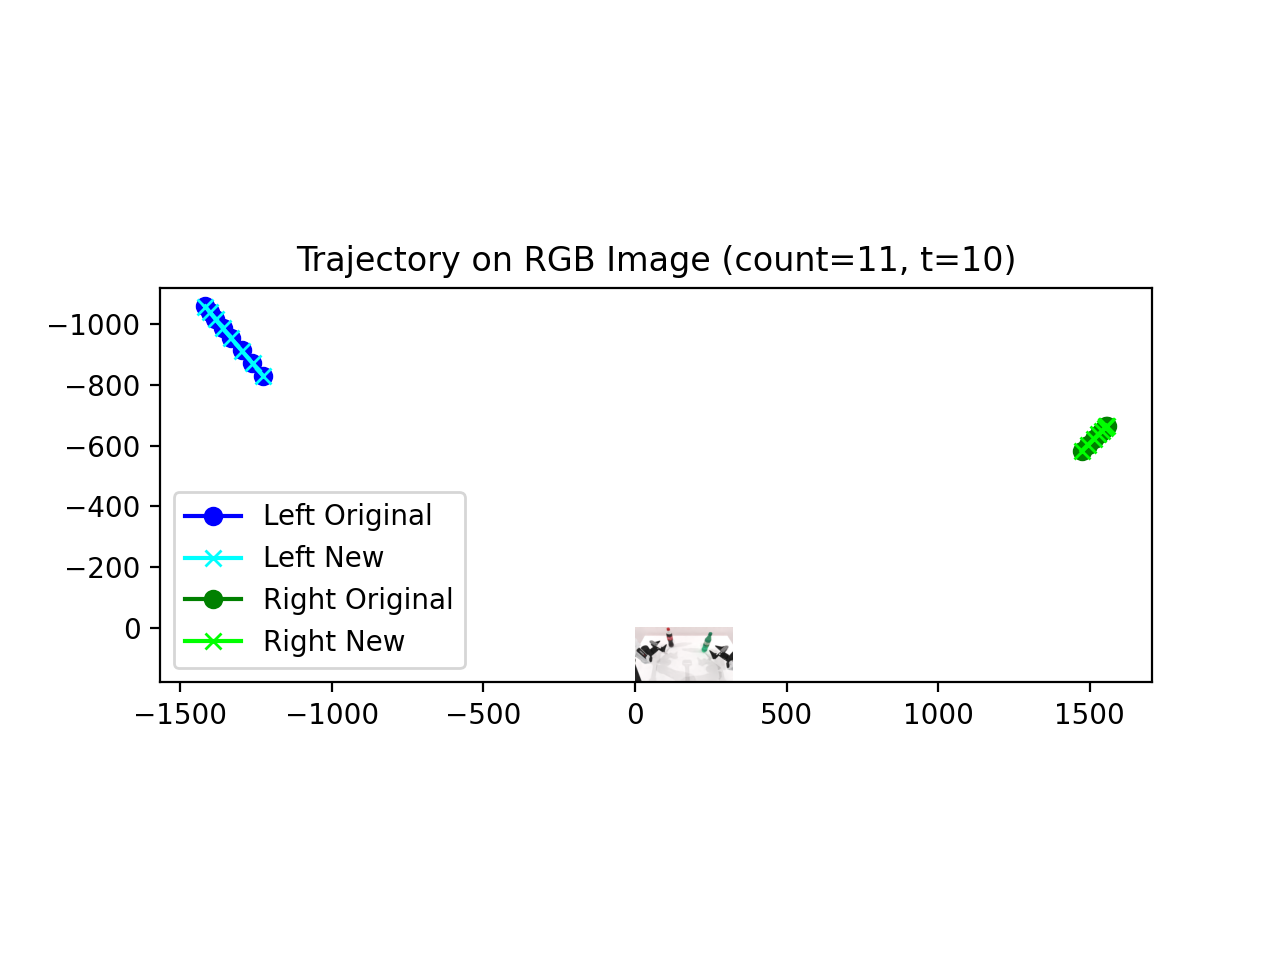 Trajectory on RGB Image (count=11, t=10)
−1000
−800
−600
−400
−200
0
Left Original
Left New
Right Original
Right New
−1500 −1000 −500 0 500 1000 1500